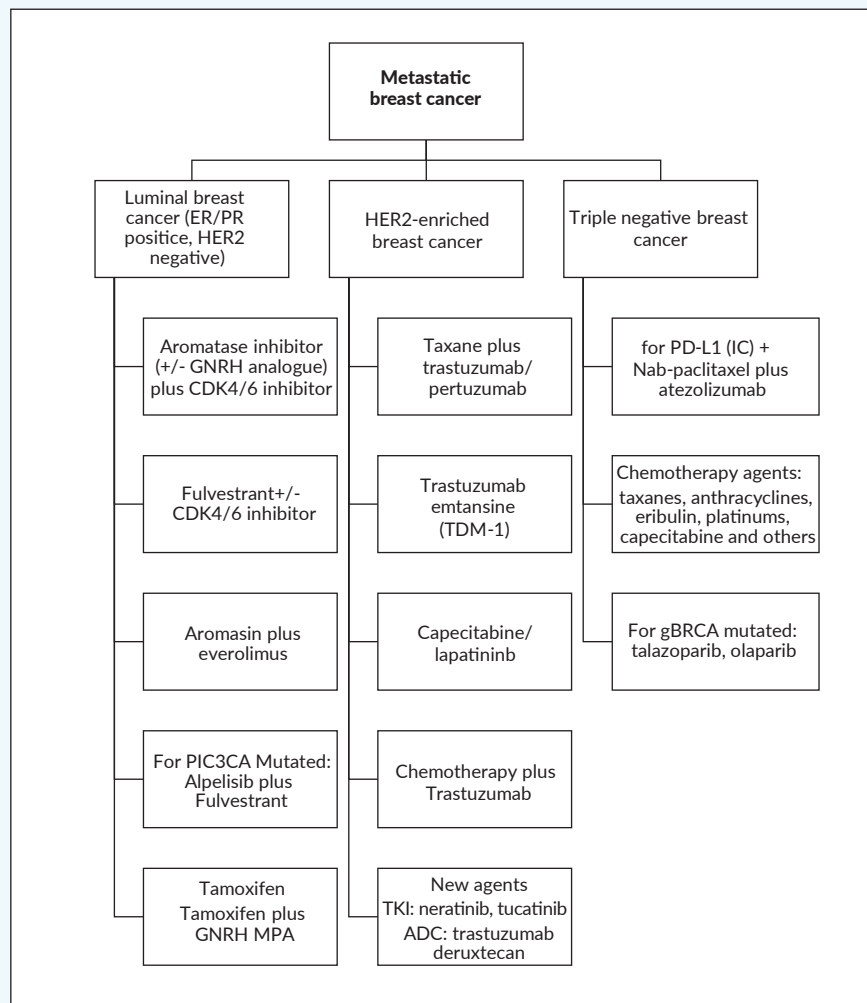 Metastatic
breast cancer
Luminal breast
cancer (ER/PR
positice, HER2
negative)
HER2-enriched
breast cancer
Triple negative breast
cancer
Aromatase inhibitor
(+/- GNRH analogue)
plus CDK4/6 inhibitor
Taxane plus
trastuzumab/
pertuzumab
for PD-L1 (IC) +
Nab-paclitaxel plus
atezolizumab
Fulvestrant+/-
CDK4/6 inhibitor
Trastuzumab
emtansine
(TDM-1)
Chemotherapy agents:
taxanes, anthracyclines,
eribulin, platinums,
capecitabine and others
Aromasin plus
everolimus
Capecitabine/
lapatininb
For gBRCA mutated:
talazoparib, olaparib
For PIC3CA Mutated:
Alpelisib plus
Fulvestrant
Chemotherapy plus
Trastuzumab
Tamoxifen
Tamoxifen plus
GNRH MPA
New agents
TKI: neratinib, tucatinib
ADC: trastuzumab
deruxtecan